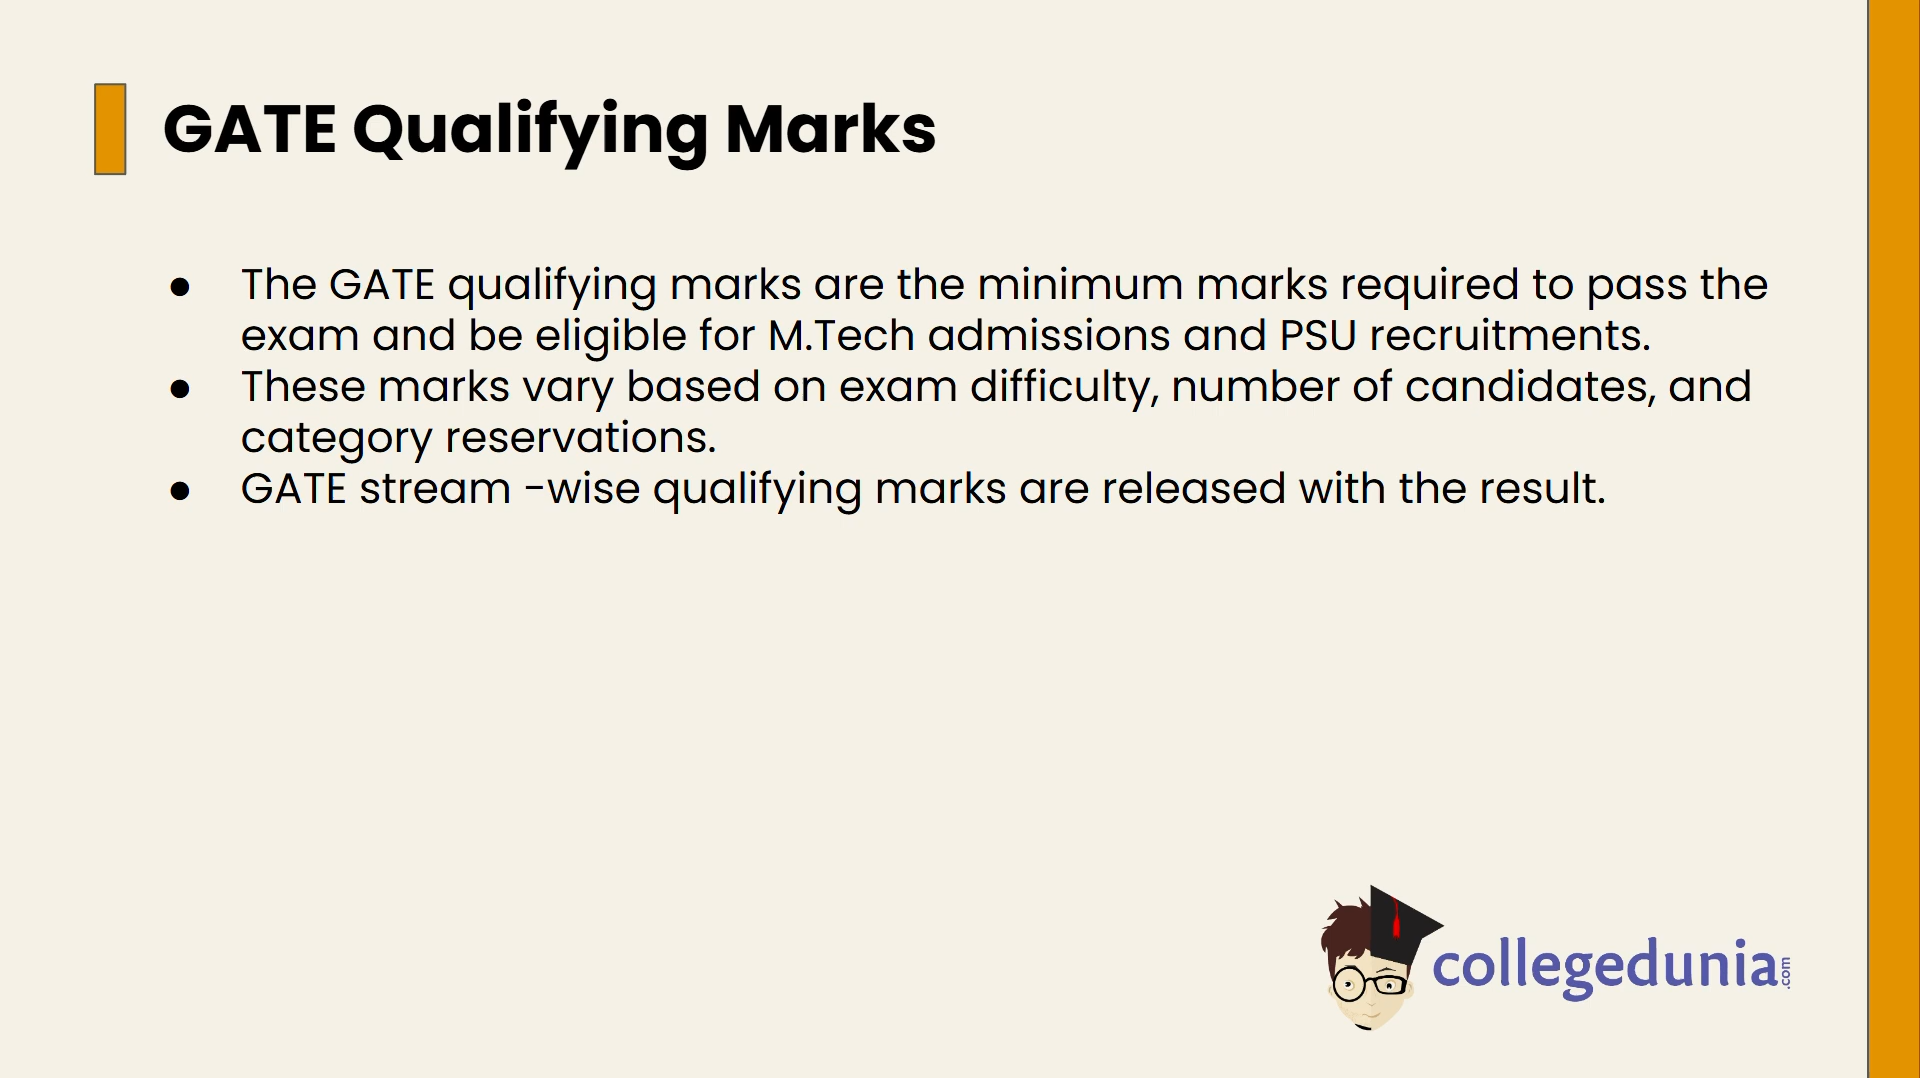 GATE Qualifying Marks
● The GATE qualifying marks are the minimum marks required to pass the
exam and be eligible for M.Tech admissions and PSU recruitments.
● These marks vary based on exam difficulty, number of candidates, and
category reservations.
● GATE stream -wise qualifying marks are released with the result.
collegedunia.com